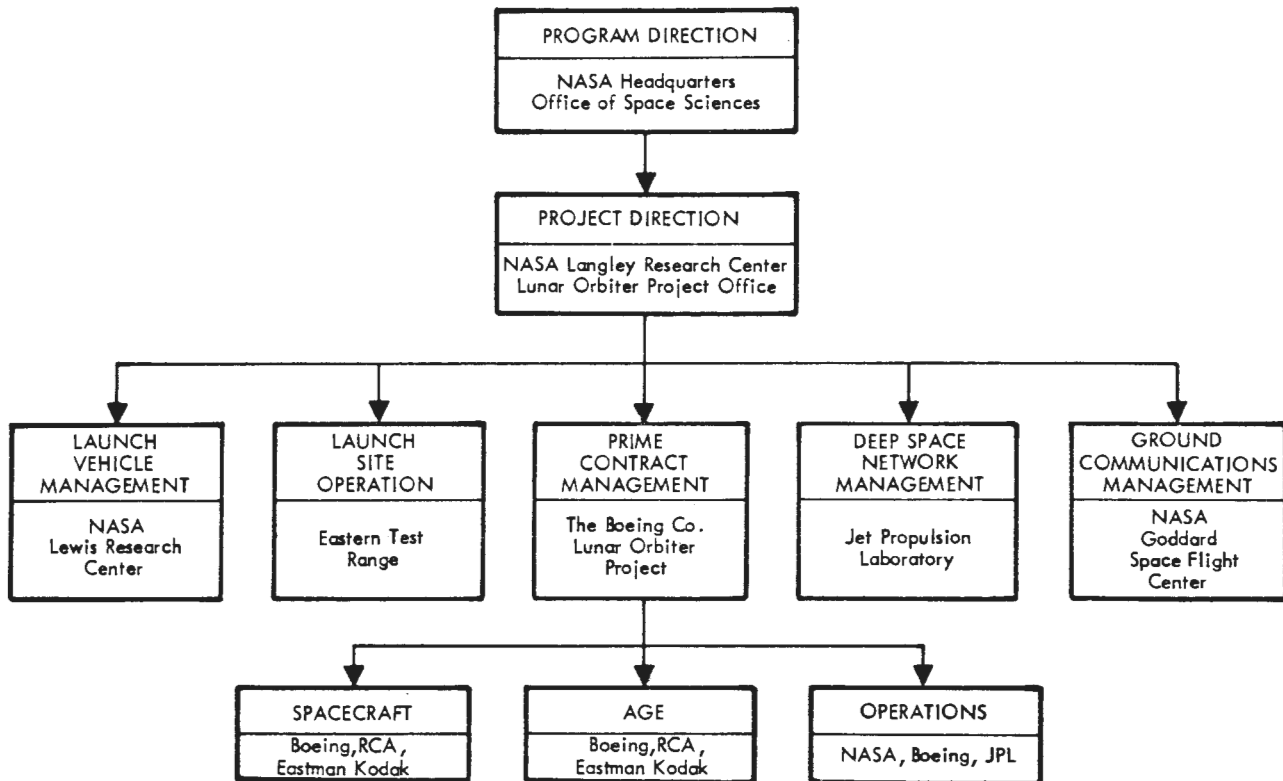 PROGRAM DIRECTION
NASA Headquarters
Office of Space Sciences
PROJECT DIRECTION
NASA Langley Research Center
Lunar Orbiter Project Office
LAUNCH
VEHICLE
MANAGEMENT
NASA
Lewis Research
Center
LAUNCH
SITE
OPERATION
Eastern Test
Range
PRIME
CONTRACT
MANAGEMENT
The Boeing Co.
Lunar Orbiter
Project
DEEP SPACE
NETWORK
MANAGEMENT
Jet Propulsion
Laboratory
GROUND
COMMUNICATIONS
MANAGEMENT
NASA
Goddard
Space Flight
Center
SPACECRAFT
Boeing,RCA,
Eastman Kodak
AGE
Boeing,RCA,
Eastman Kodak
OPERATIONS
NASA, Boeing, JPL